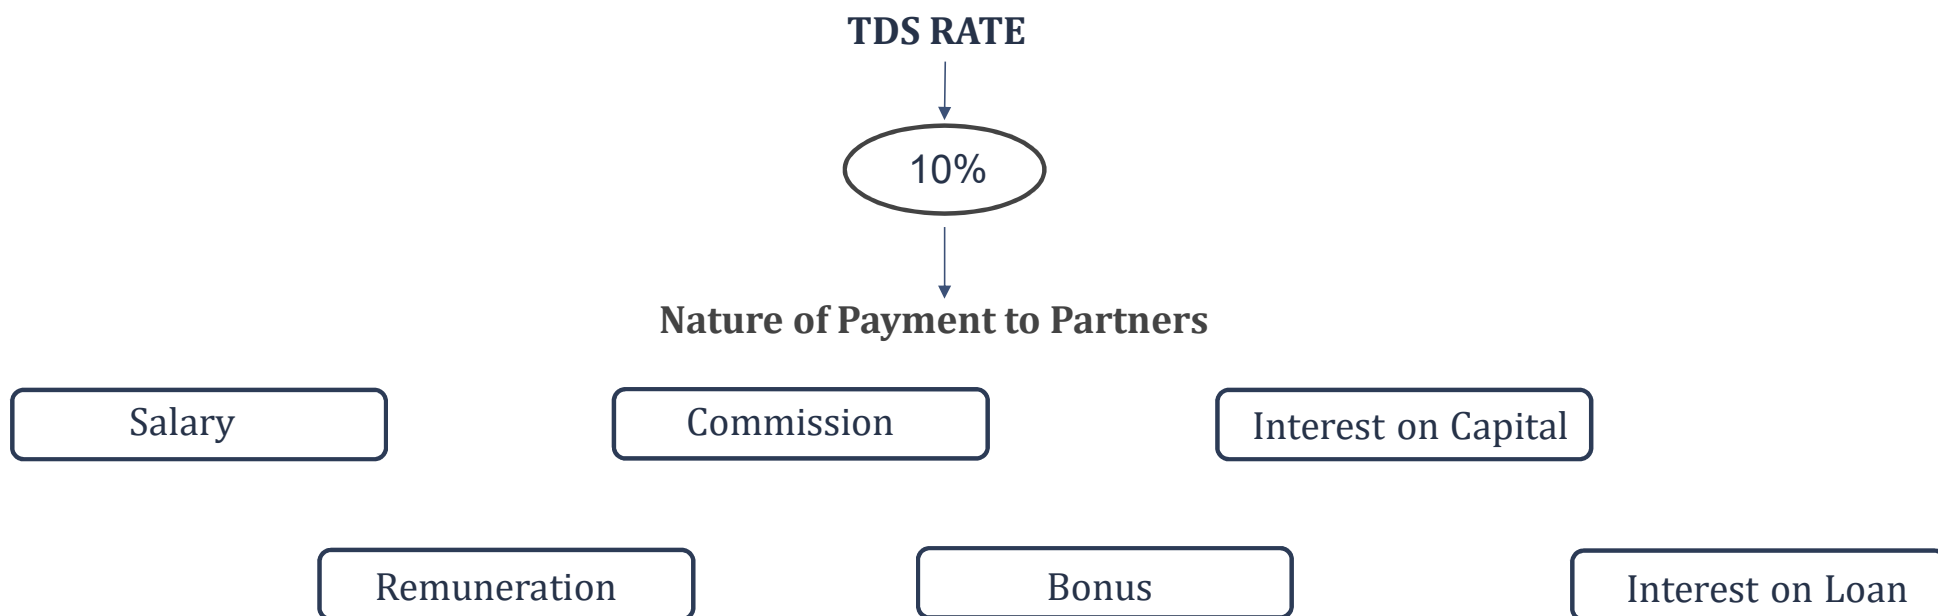 TDS RATE
10%
Nature of Payment to Partners
Salary
Commission
Interest on Capital
Remuneration
Bonus
Interest on Loan